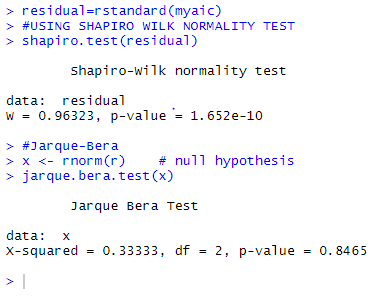 > residual=rstandard(myaic)
> #USING SHAPIRO WILK NORMALITY TEST
> shapiro.test(residual)
Shapiro-Wilk normality test
data:  residual
W = 0.96323, p-value = 1.652e-10
> #Jarque-Bera
> x <- rnorm(r)    # null hypothesis
> jarque.bera.test(x)
Jarque Bera Test
data:  x
X-squared = 0.33333, df = 2, p-value = 0.8465
>